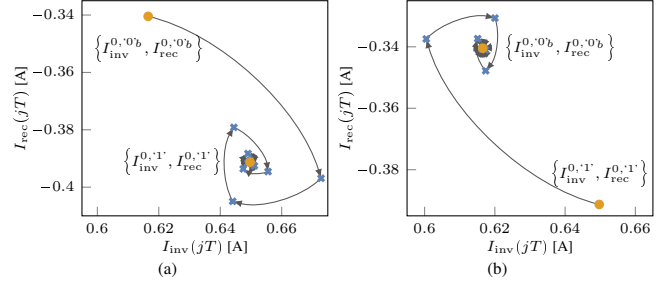 −0.34
−0.36
−0.38
−0.4
I_rec(jT) [A]
{I_inv^{0,‘0’b}, I_rec^{0,‘0’b}}
{I_inv^{0,‘1’}, I_rec^{0,‘1’}}
0.6 0.62 0.64 0.66
I_inv(jT) [A]
(a)
−0.34
−0.36
−0.38
I_rec(jT) [A]
{I_inv^{0,‘0’b}, I_rec^{0,‘0’b}}
{I_inv^{0,‘1’}, I_rec^{0,‘1’}}
0.6 0.62 0.64 0.66
I_inv(jT) [A]
(b)